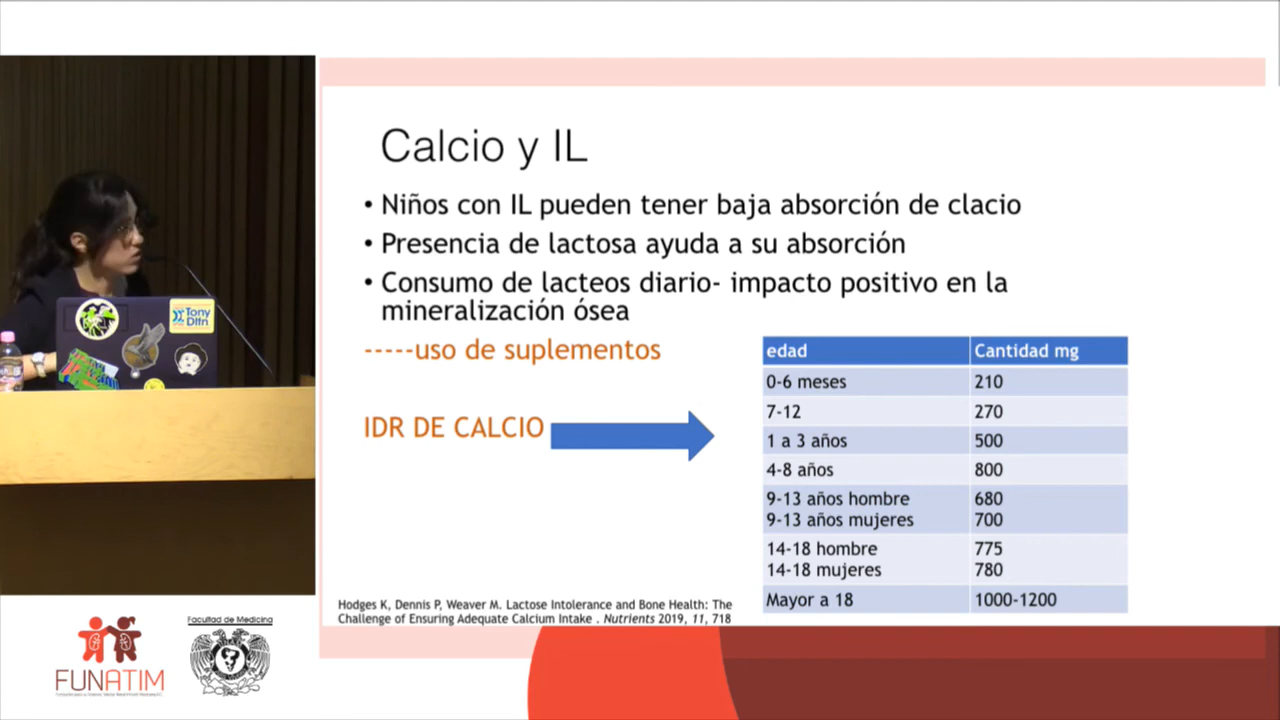 Calcio y IL
• Niños con IL pueden tener baja absorción de clacio
• Presencia de lactosa ayuda a su absorción
• Consumo de lacteos diario- impacto positivo en la
mineralización ósea
-----uso de suplementos
IDR DE CALCIO
edad Cantidad mg
0-6 meses 210
7-12 270
1 a 3 años 500
4-8 años 800
9-13 años hombre 680
9-13 años mujeres 700
14-18 hombre 775
14-18 mujeres 780
Mayor a 18 1000-1200
Hodges K, Dennis P, Weaver M. Lactose Intolerance and Bone Health: The
Challenge of Ensuring Adequate Calcium Intake . Nutrients 2019, 11, 718
Tony
Dltn
FUNATIM
Facultad de Medicina